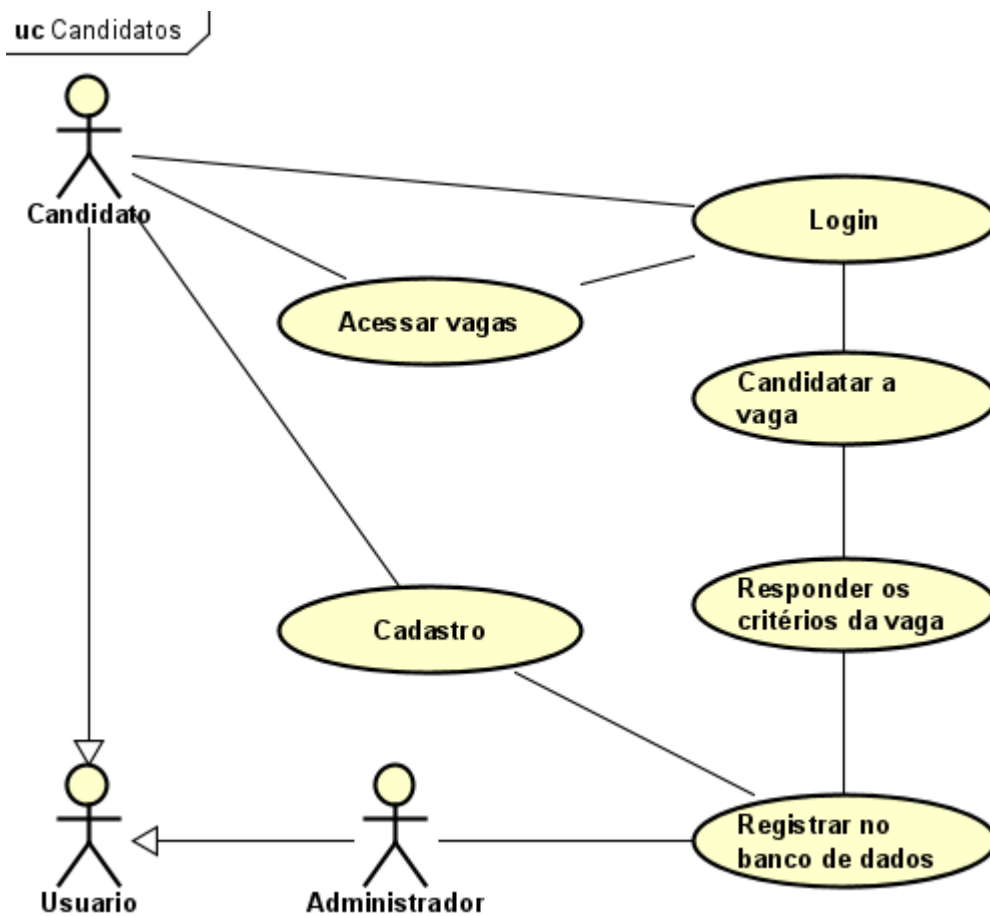 uc Candidatos
Candidato
Login
Acessar vagas
Candidatar a
vaga
Responder os
critérios da vaga
Cadastro
Registrar no
banco de dados
Usuario
Administrador